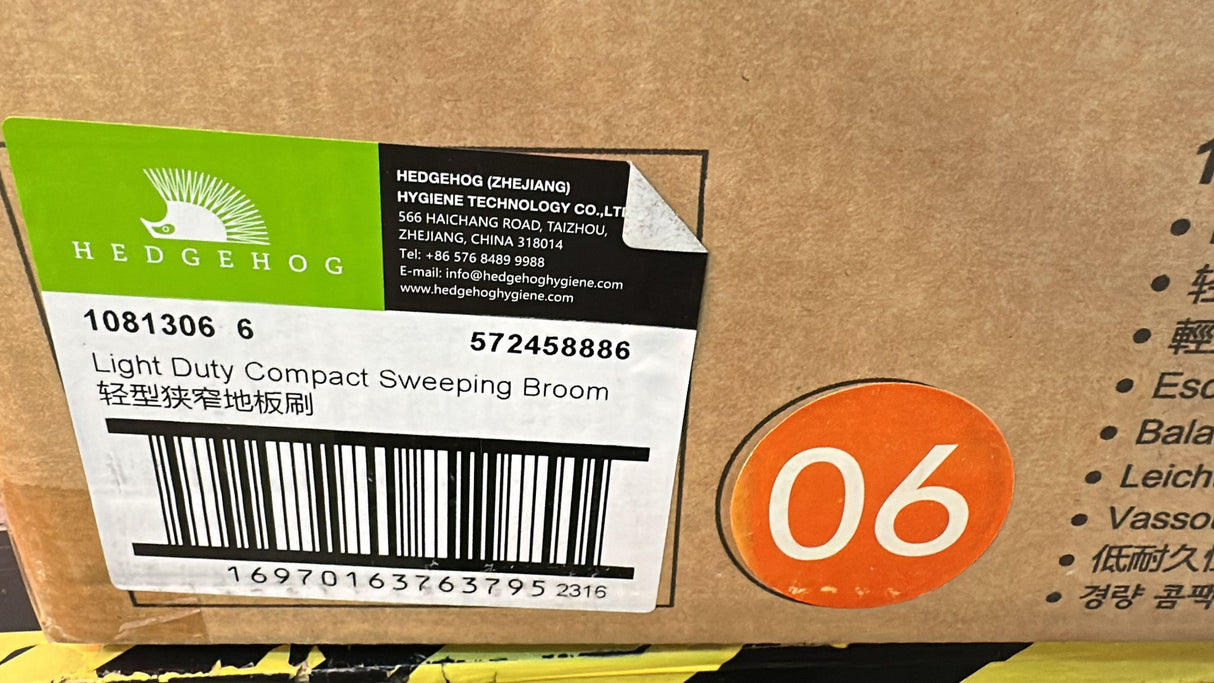 HEDGEHOG
HEDGEHOG (ZHEJIANG)
HYGIENE TECHNOLOGY CO.,LT
566 HAICHANG ROAD, TAIZHOU,
ZHEJIANG, CHINA 318014
Tel: +86 576 8489 9988
E-mail: info@hedgehoghygiene.com
www.hedgehoghygiene.com
1081306 6
572458886
Light Duty Compact Sweeping Broom
轻型狭窄地板刷
16970163763795 2316
06
• 轻
• 輕
• Esc
• Bala
• Leich
• Vasso
• 低耐久
• 경량 콤팩